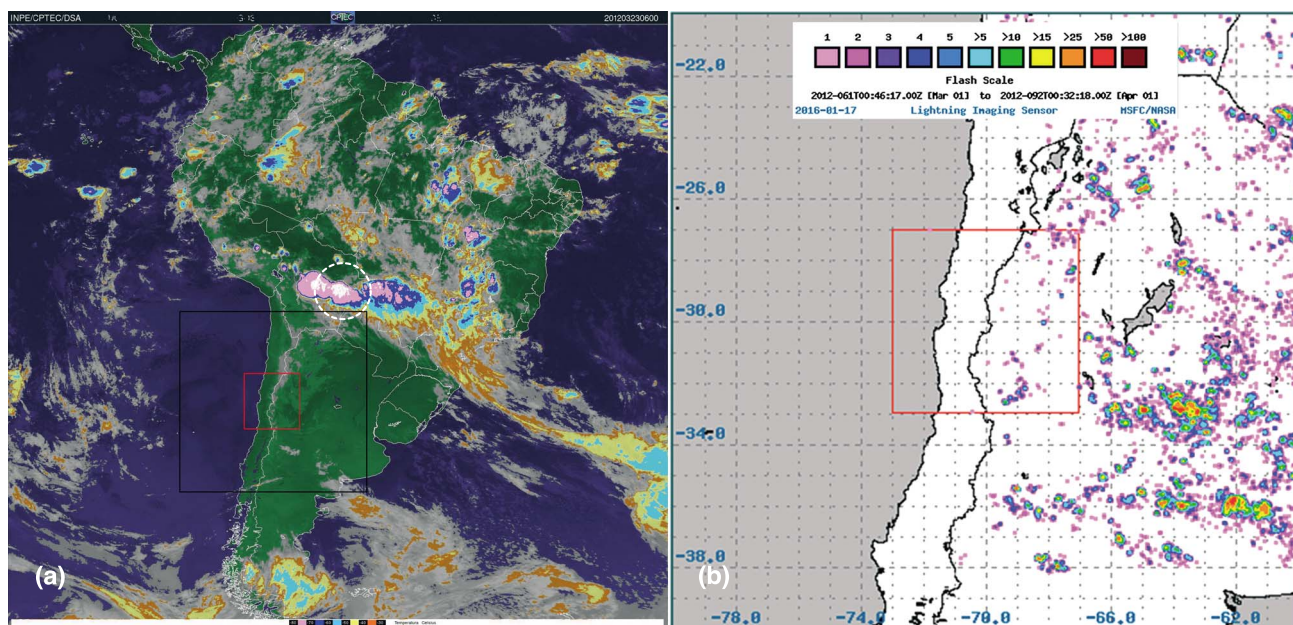 INPE/CPTEC/DSA
CPTEC
201203230600
(a)
Temperatura Celsius
1 2 3 4 5 >5 >10 >15 >25 >50 >100
Flash Scale
2012-061T00:46:17.00Z [Mar 01] to 2012-092T00:32:18.00Z [Apr 01]
2016-01-17 Lightning Imaging Sensor MSFC/NASA
-22.0
-26.0
-30.0
-34.0
-38.0
(b)
-78.0 -74.0 -70.0 -66.0 -62.0